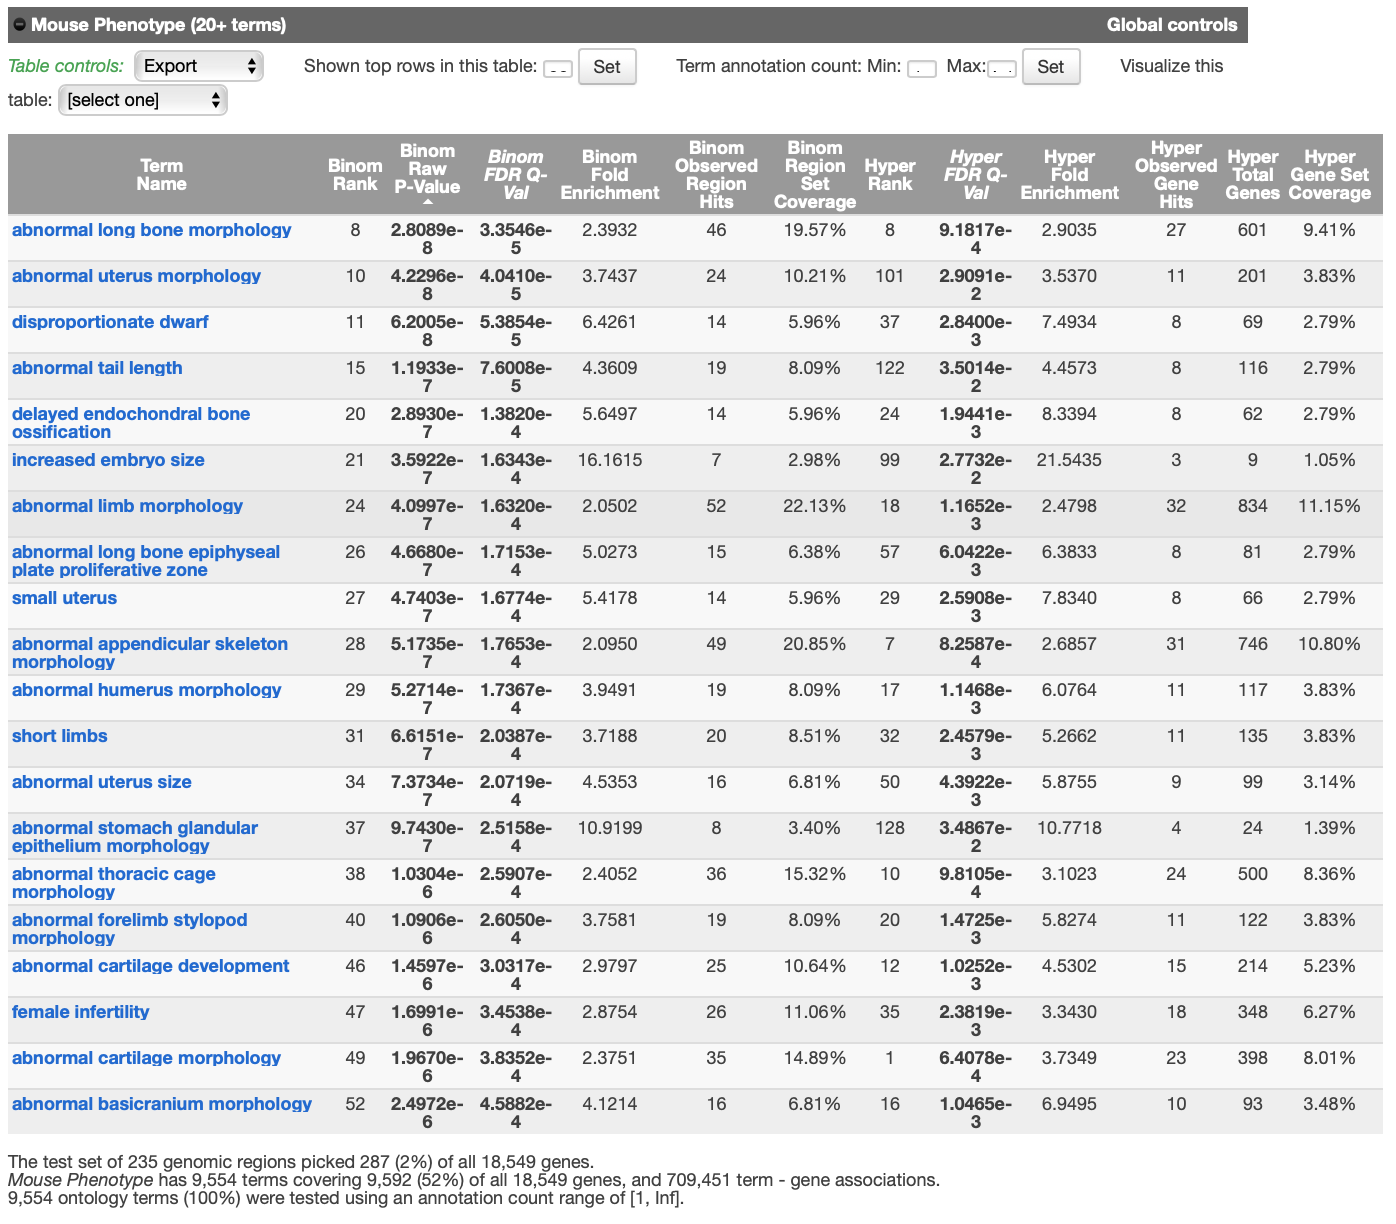 Mouse Phenotype (20+ terms) Global controls
Table controls: Export Shown top rows in this table: Set Term annotation count: Min: Max: Set Visualize this
table: [select one]
Term Name Binom Rank Binom Raw P-Value Binom FDR Q-Val Binom Fold Enrichment Binom Observed Region Hits Binom Region Set Coverage Hyper Rank Hyper FDR Q-Val Hyper Fold Enrichment Hyper Observed Gene Hits Hyper Total Genes Hyper Gene Set Coverage
abnormal long bone morphology 8 2.8089e-8 3.3546e-5 2.3932 46 19.57% 8 9.1817e-4 2.9035 27 601 9.41%
abnormal uterus morphology 10 4.2296e-8 4.0410e-5 3.7437 24 10.21% 101 2.9091e-2 3.5370 11 201 3.83%
disproportionate dwarf 11 6.2005e-8 5.3854e-5 6.4261 14 5.96% 37 2.8400e-3 7.4934 8 69 2.79%
abnormal tail length 15 1.1933e-7 7.6008e-5 4.3609 19 8.09% 122 3.5014e-2 4.4573 8 116 2.79%
delayed endochondral bone ossification 20 2.8930e-7 1.3820e-4 5.6497 14 5.96% 24 1.9441e-3 8.3394 8 62 2.79%
increased embryo size 21 3.5922e-7 1.6343e-4 16.1615 7 2.98% 99 2.7732e-2 21.5435 3 9 1.05%
abnormal limb morphology 24 4.0997e-7 1.6320e-4 2.0502 52 22.13% 18 1.1652e-3 2.4798 32 834 11.15%
abnormal long bone epiphyseal plate proliferative zone 26 4.6680e-7 1.7153e-4 5.0273 15 6.38% 57 6.0422e-3 6.3833 8 81 2.79%
small uterus 27 4.7403e-7 1.6774e-4 5.4178 14 5.96% 29 2.5908e-3 7.8340 8 66 2.79%
abnormal appendicular skeleton morphology 28 5.1735e-7 1.7653e-4 2.0950 49 20.85% 7 8.2587e-4 2.6857 31 746 10.80%
abnormal humerus morphology 29 5.2714e-7 1.7367e-4 3.9491 19 8.09% 17 1.1468e-3 6.0764 11 117 3.83%
short limbs 31 6.6151e-7 2.0387e-4 3.7188 20 8.51% 32 2.4579e-3 5.2662 11 135 3.83%
abnormal uterus size 34 7.3734e-7 2.0719e-4 4.5353 16 6.81% 50 4.3922e-3 5.8755 9 99 3.14%
abnormal stomach glandular epithelium morphology 37 9.7430e-7 2.5158e-4 10.9199 8 3.40% 128 3.4867e-2 10.7718 4 24 1.39%
abnormal thoracic cage morphology 38 1.0304e-6 2.5907e-4 2.4052 36 15.32% 10 9.8105e-4 3.1023 24 500 8.36%
abnormal forelimb stylopod morphology 40 1.0906e-6 2.6050e-4 3.7581 19 8.09% 20 1.4725e-3 5.8274 11 122 3.83%
abnormal cartilage development 46 1.4597e-6 3.0317e-4 2.9797 25 10.64% 12 1.0252e-3 4.5302 15 214 5.23%
female infertility 47 1.6991e-6 3.4538e-4 2.8754 26 11.06% 35 2.3819e-3 3.3430 18 348 6.27%
abnormal cartilage morphology 49 1.9670e-6 3.8352e-4 2.3751 35 14.89% 1 6.4078e-4 3.7349 23 398 8.01%
abnormal basicranium morphology 52 2.4972e-6 4.5882e-4 4.1214 16 6.81% 16 1.0465e-3 6.9495 10 93 3.48%
The test set of 235 genomic regions picked 287 (2%) of all 18,549 genes.
Mouse Phenotype has 9,554 terms covering 9,592 (52%) of all 18,549 genes, and 709,451 term - gene associations.
9,554 ontology terms (100%) were tested using an annotation count range of [1, Inf].